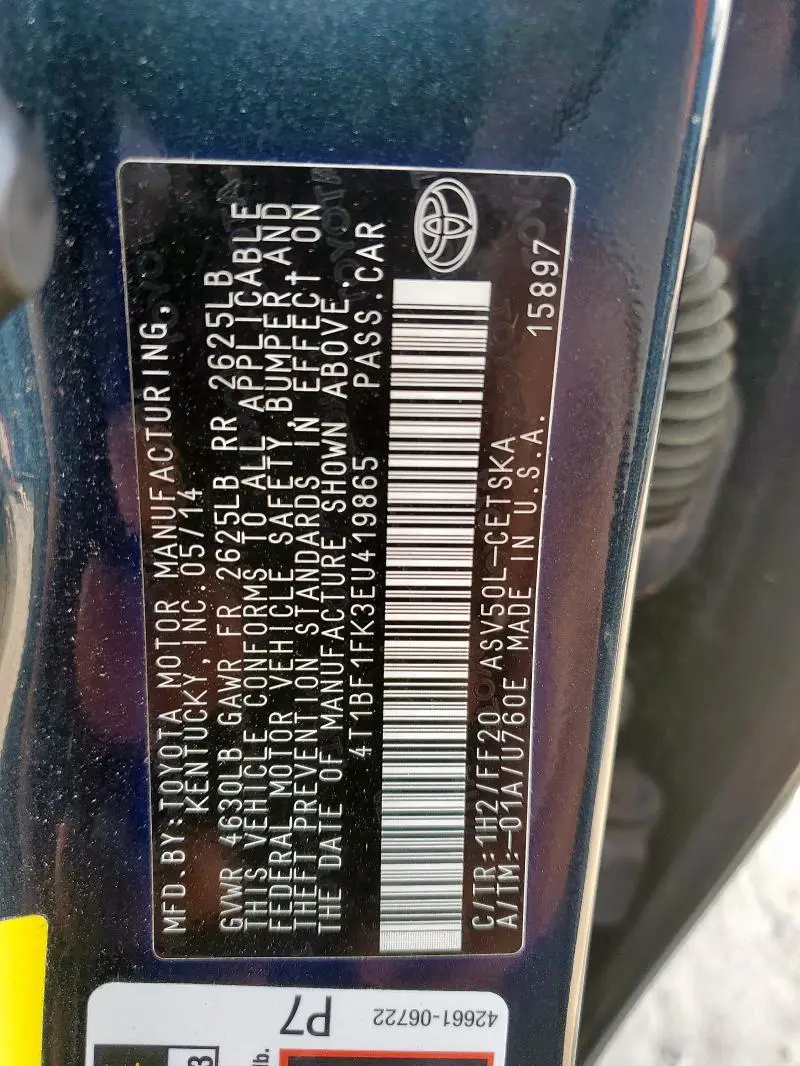 MFD.BY:TOYOTA MOTOR MANUFACTURING,
KENTUCKY,INC.05/14
GVWR 4630LB GAWR FR 2625LB RR 2625LB
THIS VEHICLE CONFORMS TO ALL APPLICABLE
FEDERAL MOTOR VEHICLE SAFETY,BUMPER,AND
THEFT PREVENTION STANDARDS IN EFFECT ON
THE DATE OF MANUFACTURE SHOWN ABOVE.
4T1BF1FK3EU419865 PASS.CAR
C/TR:1H2/FF20 ASV50L-CETSKA 15897
A/TM:-01A/U760E MADE IN U.S.A.
42661-06722
P7
lb.
3